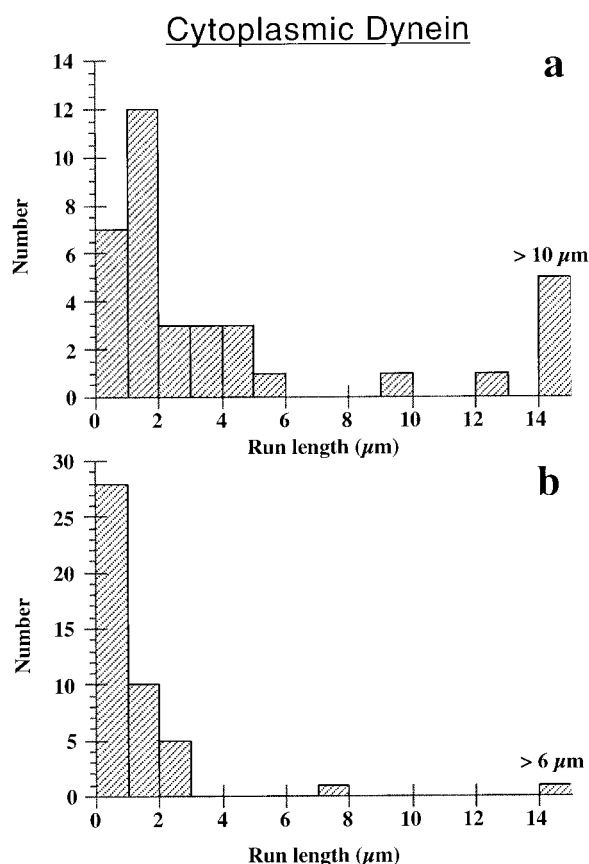 Cytoplasmic Dynein
a
14
12
10
8
6
4
2
0
Number
> 10 µm
0 2 4 6 8 10 12 14
Run length (µm)
b
30
25
20
15
10
5
0
Number
> 6 µm
0 2 4 6 8 10 12 14
Run length (µm)